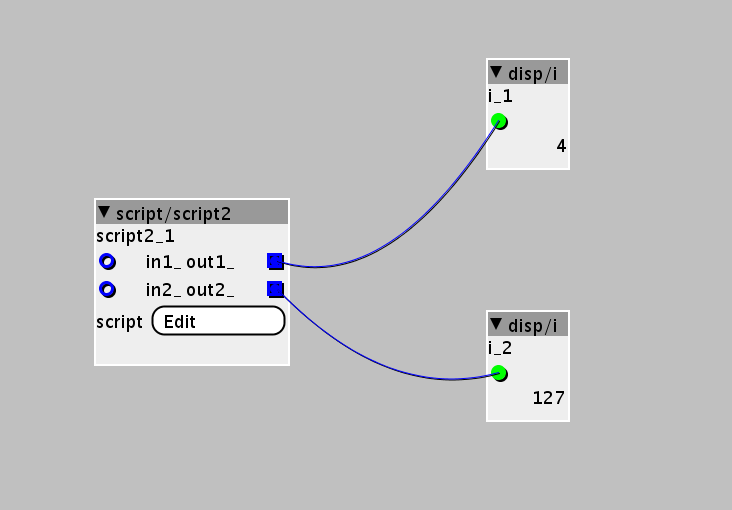 disp/i
i_1
4
script/script2
script2_1
in1_ out1_
in2_ out2_
script Edit
disp/i
i_2
127